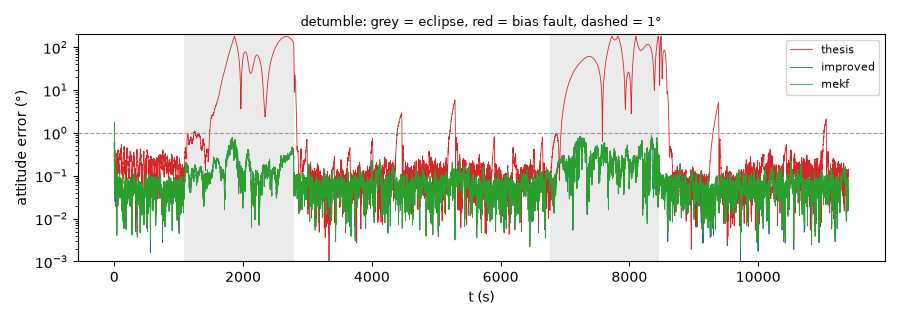 detumble: grey = eclipse, red = bias fault, dashed = 1°
attitude error (°)
10²
10¹
10⁰
10⁻¹
10⁻²
10⁻³
thesis
improved
mekf
0 2000 4000 6000 8000 10000
t (s)